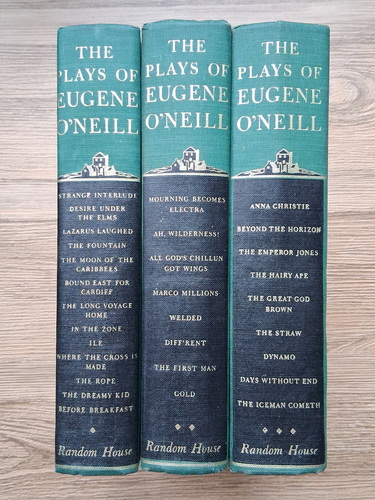 THE
PLAYS OF
EUGENE
O'NEILL
STRANGE INTERLUDE
DESIRE UNDER
THE ELMS
LAZARUS LAUGHED
THE FOUNTAIN
THE MOON OF THE
CARIBBEES
BOUND EAST FOR
CARDIFF
THE LONG VOYAGE
HOME
IN THE ZONE
ILE
WHERE THE CROSS IS
MADE
THE ROPE
THE DREAMY KID
BEFORE BREAKFAST
Random House
THE
PLAYS OF
EUGENE
O'NEILL
MOURNING BECOMES
ELECTRA
AH, WILDERNESS!
ALL GOD'S CHILLUN
GOT WINGS
MARCO MILLIONS
WELDED
DIFF'RENT
THE FIRST MAN
GOLD
Random House
THE
PLAYS OF
EUGENE
O'NEILL
ANNA CHRISTIE
BEYOND THE HORIZON
THE EMPEROR JONES
THE HAIRY APE
THE GREAT GOD
BROWN
THE STRAW
DYNAMO
DAYS WITHOUT END
THE ICEMAN COMETH
Random House